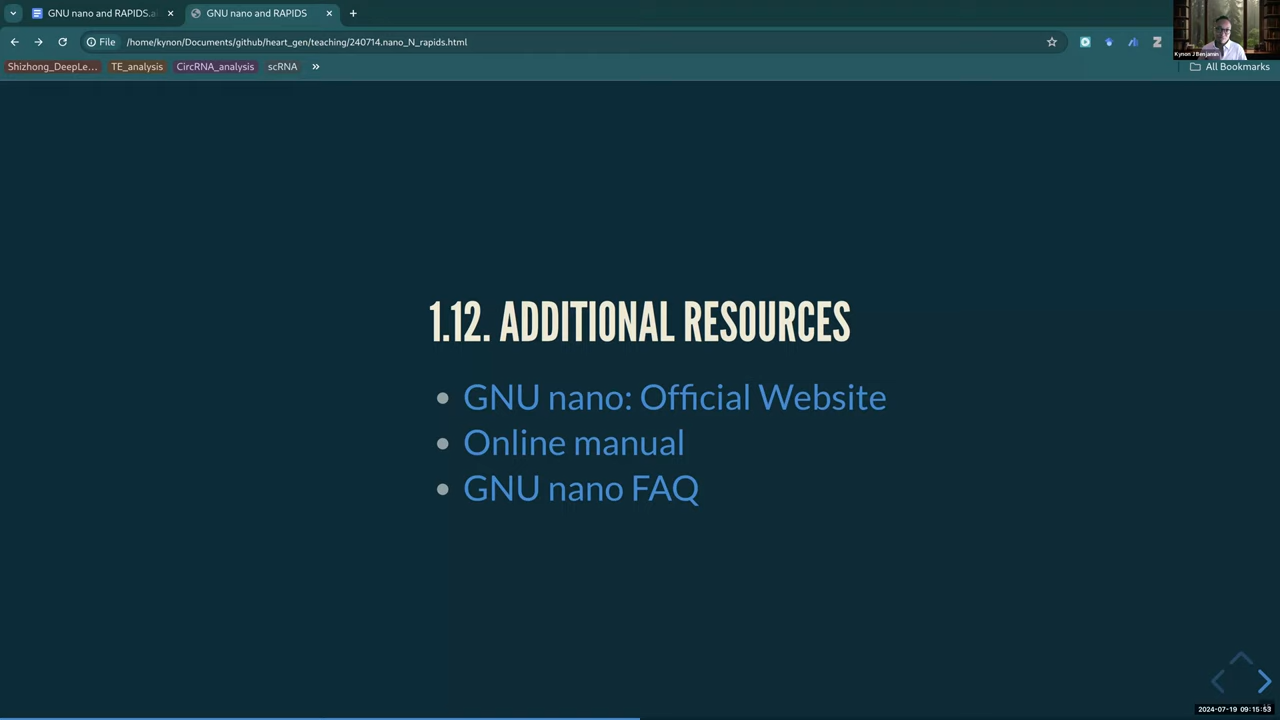 GNU nano and RAPIDS.a
GNU nano and RAPIDS
File
/home/kynon/Documents/github/heart_gen/teaching/240714.nano_N_rapids.html
Shizhong_DeepLe...
TE_analysis
CircRNA_analysis
scRNA
All Bookmarks
Kynon J Benjamin
1.12. ADDITIONAL RESOURCES
GNU nano: Official Website
Online manual
GNU nano FAQ
2024-07-19 09:15:53